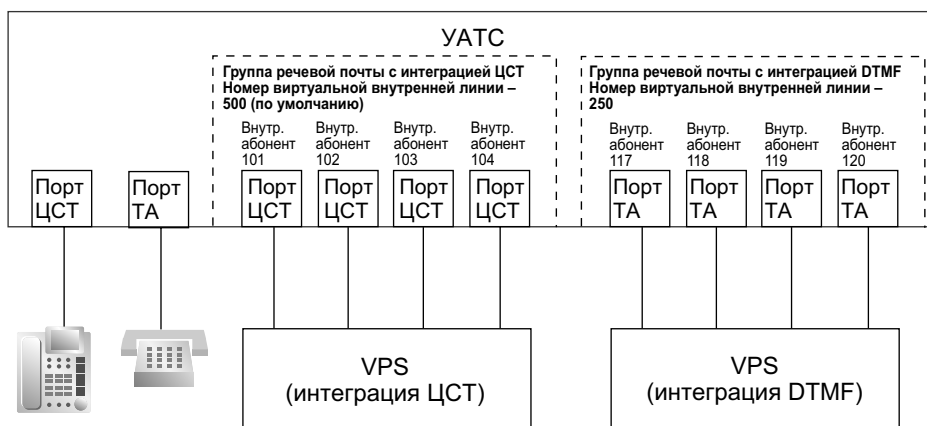 УАТС
Группа речевой почты с интеграцией ЦСТ
Номер виртуальной внутренней линии –
500 (по умолчанию)
Группа речевой почты с интеграцией DTMF
Номер виртуальной внутренней линии –
250
Внутр.
абонент
101
Внутр.
абонент
102
Внутр.
абонент
103
Внутр.
абонент
104
Внутр.
абонент
117
Внутр.
абонент
118
Внутр.
абонент
119
Внутр.
абонент
120
Порт
ЦСТ
Порт
ТА
Порт
ЦСТ
Порт
ЦСТ
Порт
ЦСТ
Порт
ЦСТ
Порт
ТА
Порт
ТА
Порт
ТА
Порт
ТА
VPS
(интеграция ЦСТ)
VPS
(интеграция DTMF)